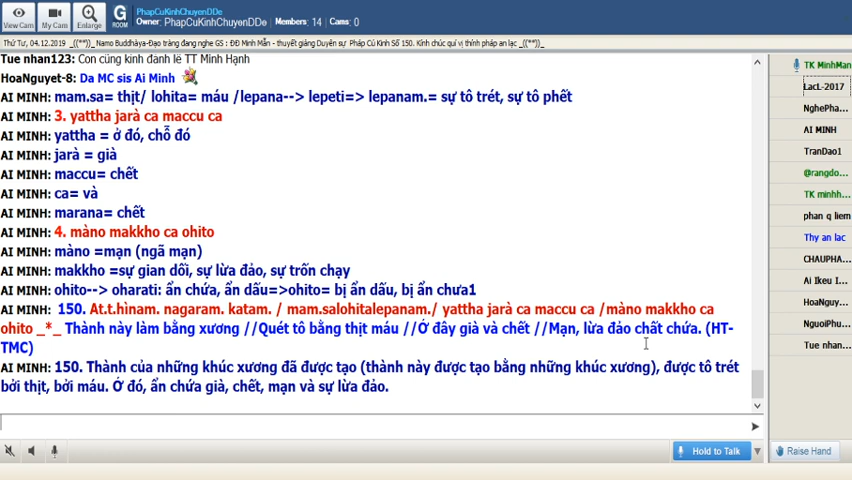 PhapCuKinhChuyenDDe
Owner: PhapCuKinhChuyenDDe Members: 14 Cams: 0
View Cam My Cam Enlarge G ROOM
Thứ Tư, 04.12.2019 _((**))_ Namo Buddhàya-Đạo tràng đang nghe GS : ĐĐ Minh Mẫn - thuyết giảng Duyên sự Pháp Cú Kinh Số 150. Kính chúc quí vị thính pháp an lạc _((**))_
Tue nhan123: Con cũng kính đảnh lễ TT Minh Hạnh
HoaNguyet-8: Da MC sis Ai Minh
AI MINH: mam.sa= thịt/ lohita= máu /lepana--> lepeti=> lepanam.= sự tô trét, sự tô phết
AI MINH: 3. yattha jarà ca maccu ca
AI MINH: yattha = ở đó, chỗ đó
AI MINH: jarà = già
AI MINH: maccu= chết
AI MINH: ca= và
AI MINH: marana= chết
AI MINH: 4. màno makkho ca ohito
AI MINH: màno =mạn (ngã mạn)
AI MINH: makkho =sự gian dối, sự lừa đảo, sự trốn chạy
AI MINH: ohito--> oharati: ẩn chứa, ẩn dấu=>ohito= bị ẩn dấu, bị ẩn chưa1
AI MINH: 150. At.t.hìnam. nagaram. katam. / mam.salohitalepanam./ yattha jarà ca maccu ca /màno makkho ca
ohito _*_ Thành này làm bằng xương //Quét tô bằng thịt máu //Ở đây già và chết //Mạn, lừa đảo chất chứa. (HT-
TMC)
AI MINH: 150. Thành của những khúc xương đã được tạo (thành này được tạo bằng những khúc xương), được tô trét
bởi thịt, bởi máu. Ở đó, ẩn chứa già, chết, mạn và sự lừa đảo.
TK MinhMan
LacL-2017
NghePha...
AI MINH
TranDao1
@rangdo...
TK minhh...
phan q liem
Thy an lac
CHAUPHA...
Ai Ikeu I...
HoaNguy...
NguoiPhu...
Tue nhan...
Hold to Talk
Raise Hand